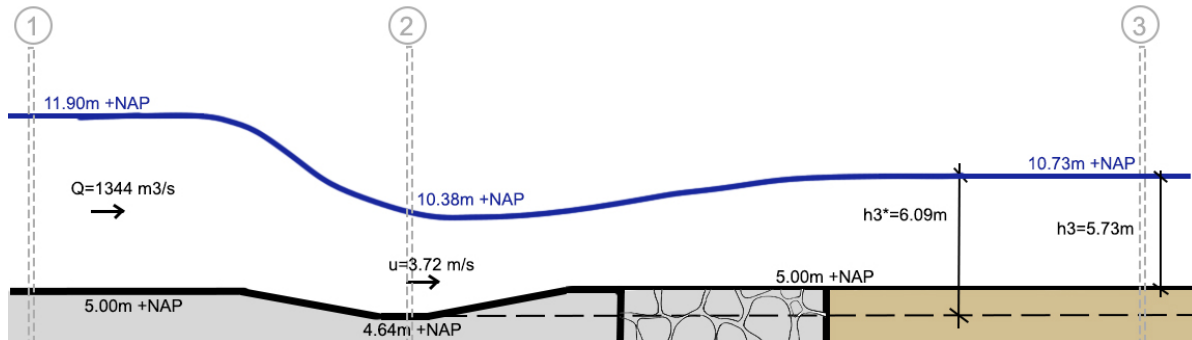 1
2
3
11.90m +NAP
10.73m +NAP
Q=1344 m3/s
10.38m +NAP
h3*=6.09m
h3=5.73m
u=3.72 m/s
5.00m +NAP
5.00m +NAP
4.64m +NAP